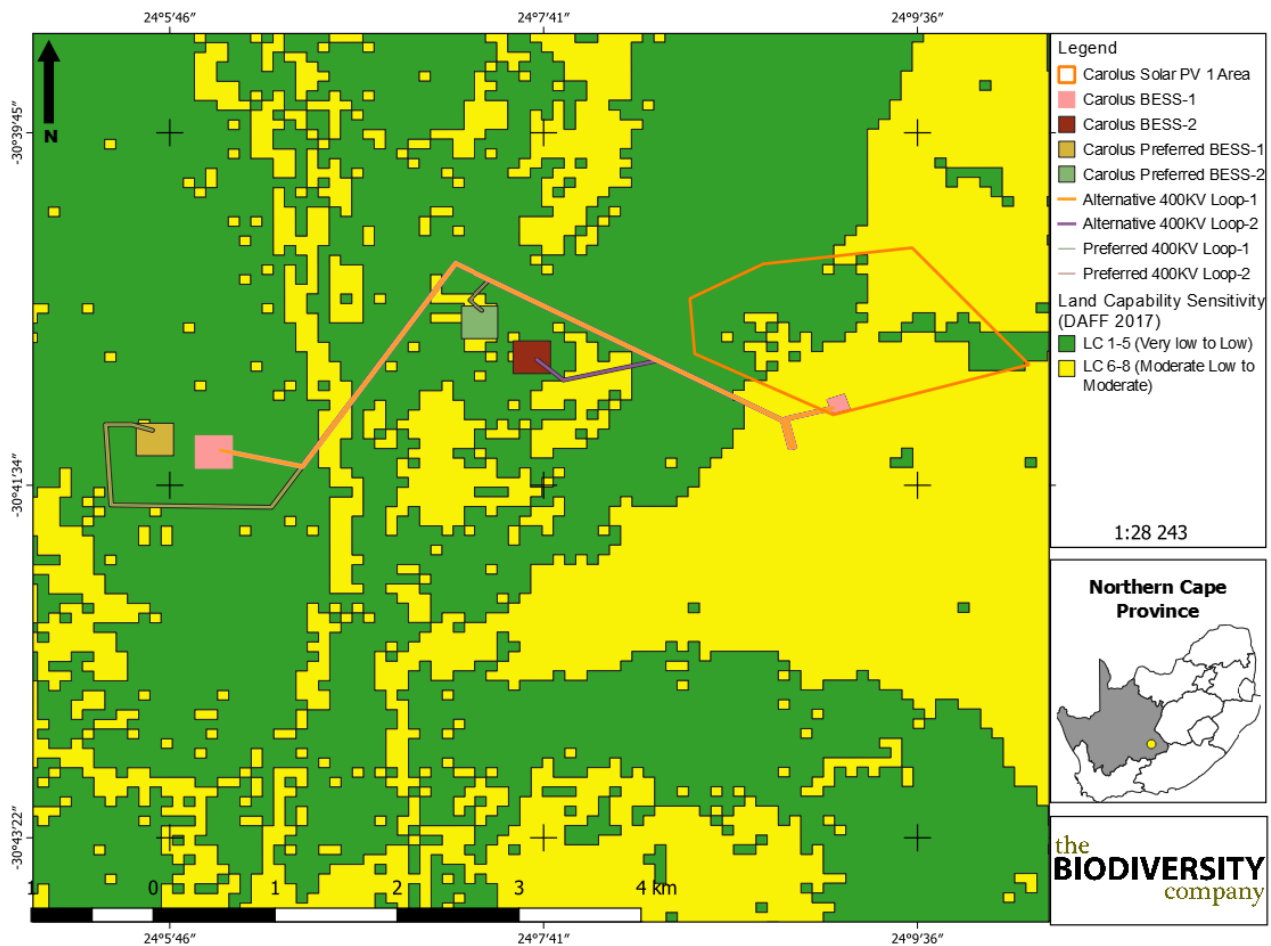 24°5′46″ 24°7′41″ 24°9′36″
-30°39′45″
-30°41′34″
-30°43′22″
N
1 0 1 2 3 4 km
24°5′46″ 24°7′41″ 24°9′36″
Legend
Carolus Solar PV 1 Area
Carolus BESS-1
Carolus BESS-2
Carolus Preferred BESS-1
Carolus Preferred BESS-2
Alternative 400KV Loop-1
Alternative 400KV Loop-2
Preferred 400KV Loop-1
Preferred 400KV Loop-2
Land Capability Sensitivity
(DAFF 2017)
LC 1-5 (Very low to Low)
LC 6-8 (Moderate Low to
Moderate)
1:28 243
Northern Cape
Province
the
BIODIVERSITY
company